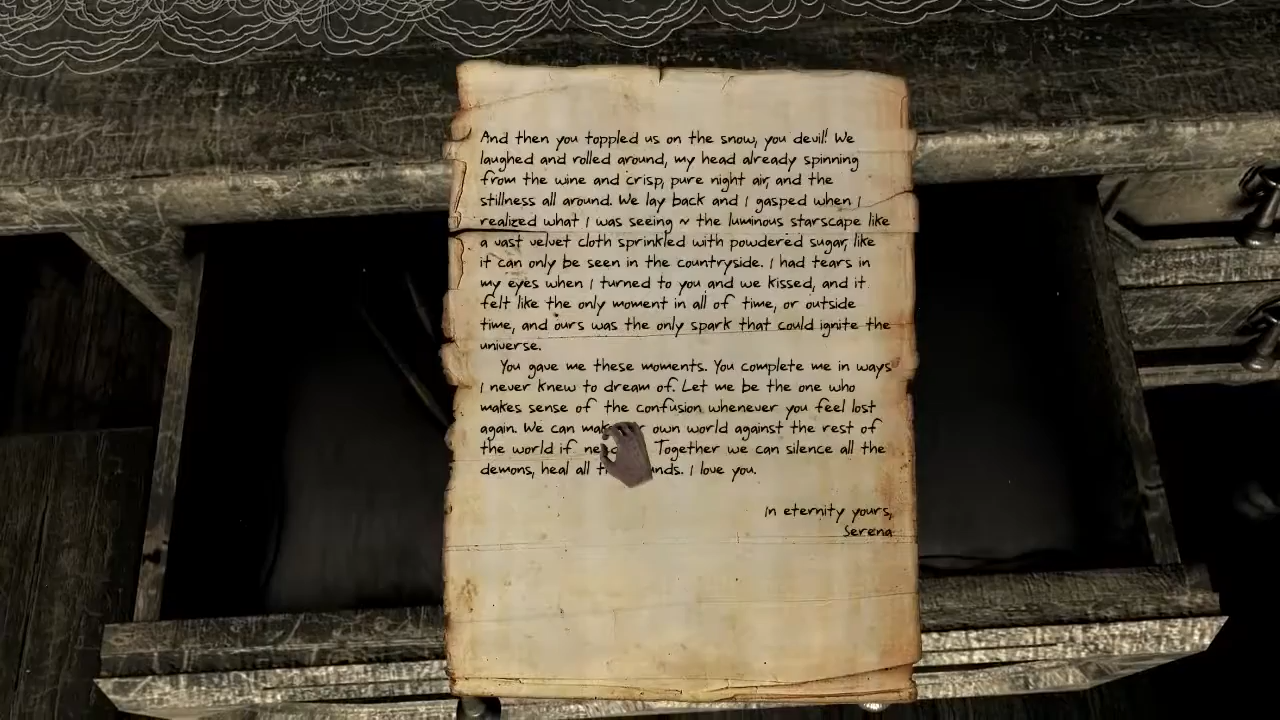 And then you toppled us on the snow, you devil! We
laughed and rolled around, my head already spinning
from the wine and crisp, pure night air, and the
stillness all around. We lay back and I gasped when I
realized what I was seeing ~ the luminous starscape like
a vast velvet cloth sprinkled with powdered sugar, like
it can only be seen in the countryside. I had tears in
my eyes when I turned to you and we kissed, and it
felt like the only moment in all of time, or outside
time, and ours was the only spark that could ignite the
universe.
You gave me these moments. You complete me in ways
I never knew to dream of. Let me be the one who
makes sense of the confusion whenever you feel lost
again. We can own world against the rest of
the world if Together we can silence all the
demons, heal all I love you.
In eternity yours,
Serena